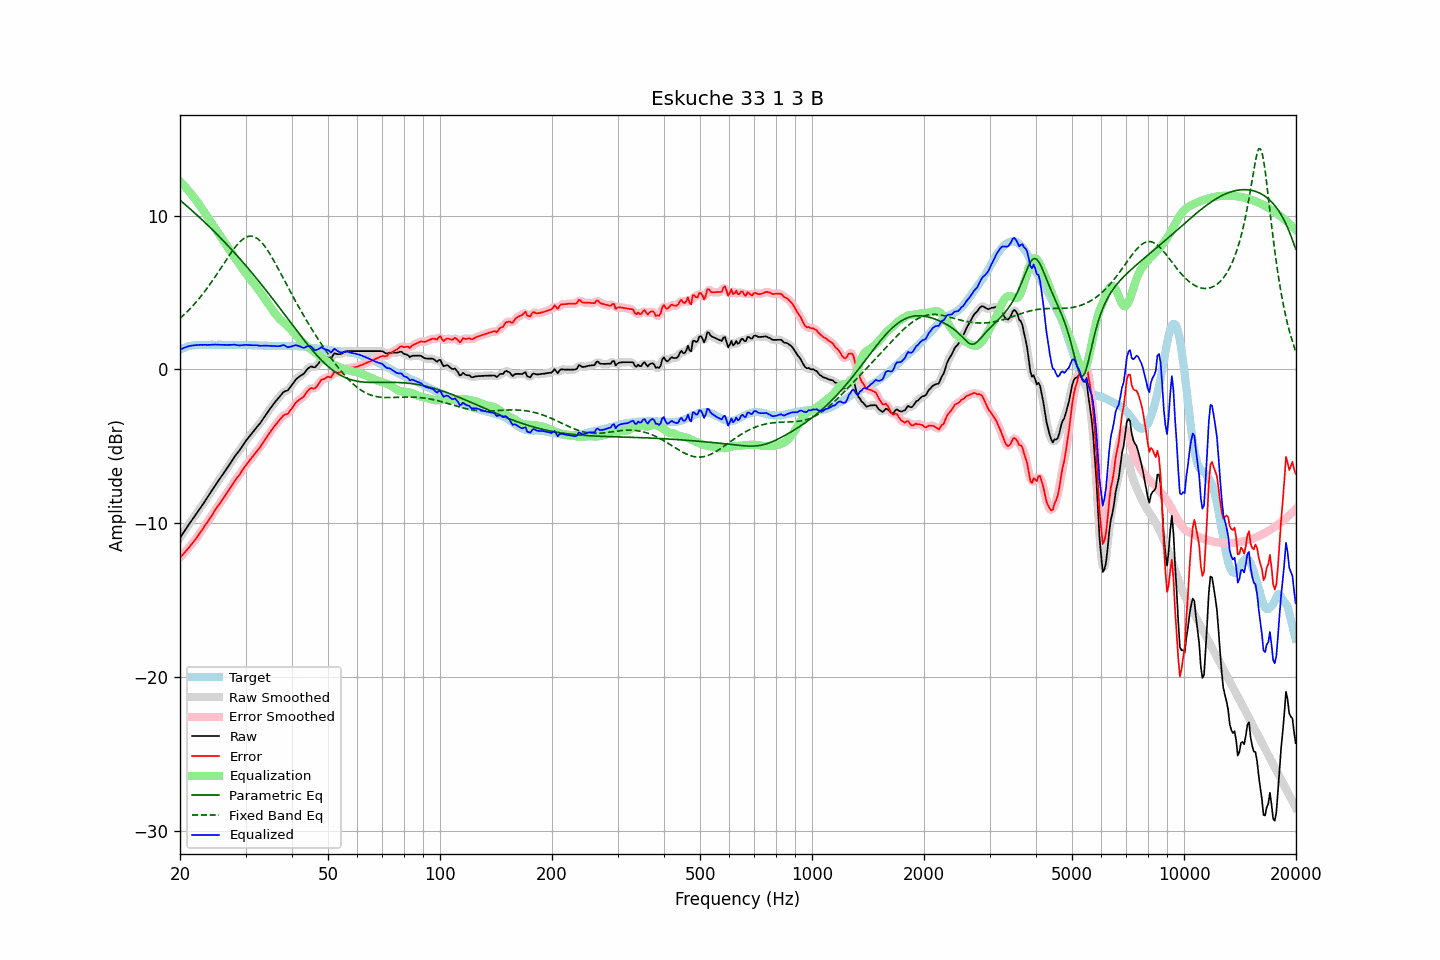 Eskuche 33 1 3 B
Amplitude (dBr)
10
0
−10
−20
−30
Target
Raw Smoothed
Error Smoothed
Raw
Error
Equalization
Parametric Eq
Fixed Band Eq
Equalized
20 50 100 200 500 1000 2000 5000 10000 20000
Frequency (Hz)